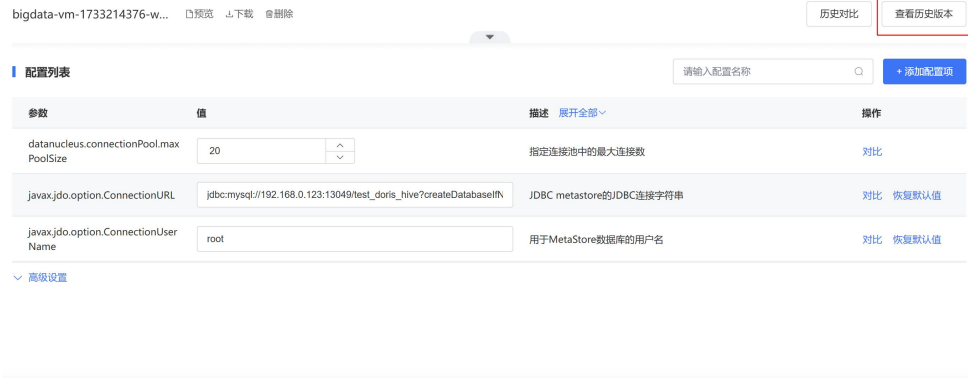 bigdata-vm-1733214376-w... 预览 下载 删除 历史对比 查看历史版本
配置列表 请输入配置名称 + 添加配置项
参数 值 描述 展开全部 操作
datanucleus.connectionPool.max
PoolSize
20 指定连接池中的最大连接数 对比
javax.jdo.option.ConnectionURL jdbc:mysql://192.168.0.123:13049/test_doris_hive?createDatabaseIfN JDBC metastore的JDBC连接字符串 对比 恢复默认值
javax.jdo.option.ConnectionUser
Name
root 用于MetaStore数据库的用户名 对比 恢复默认值
高级设置